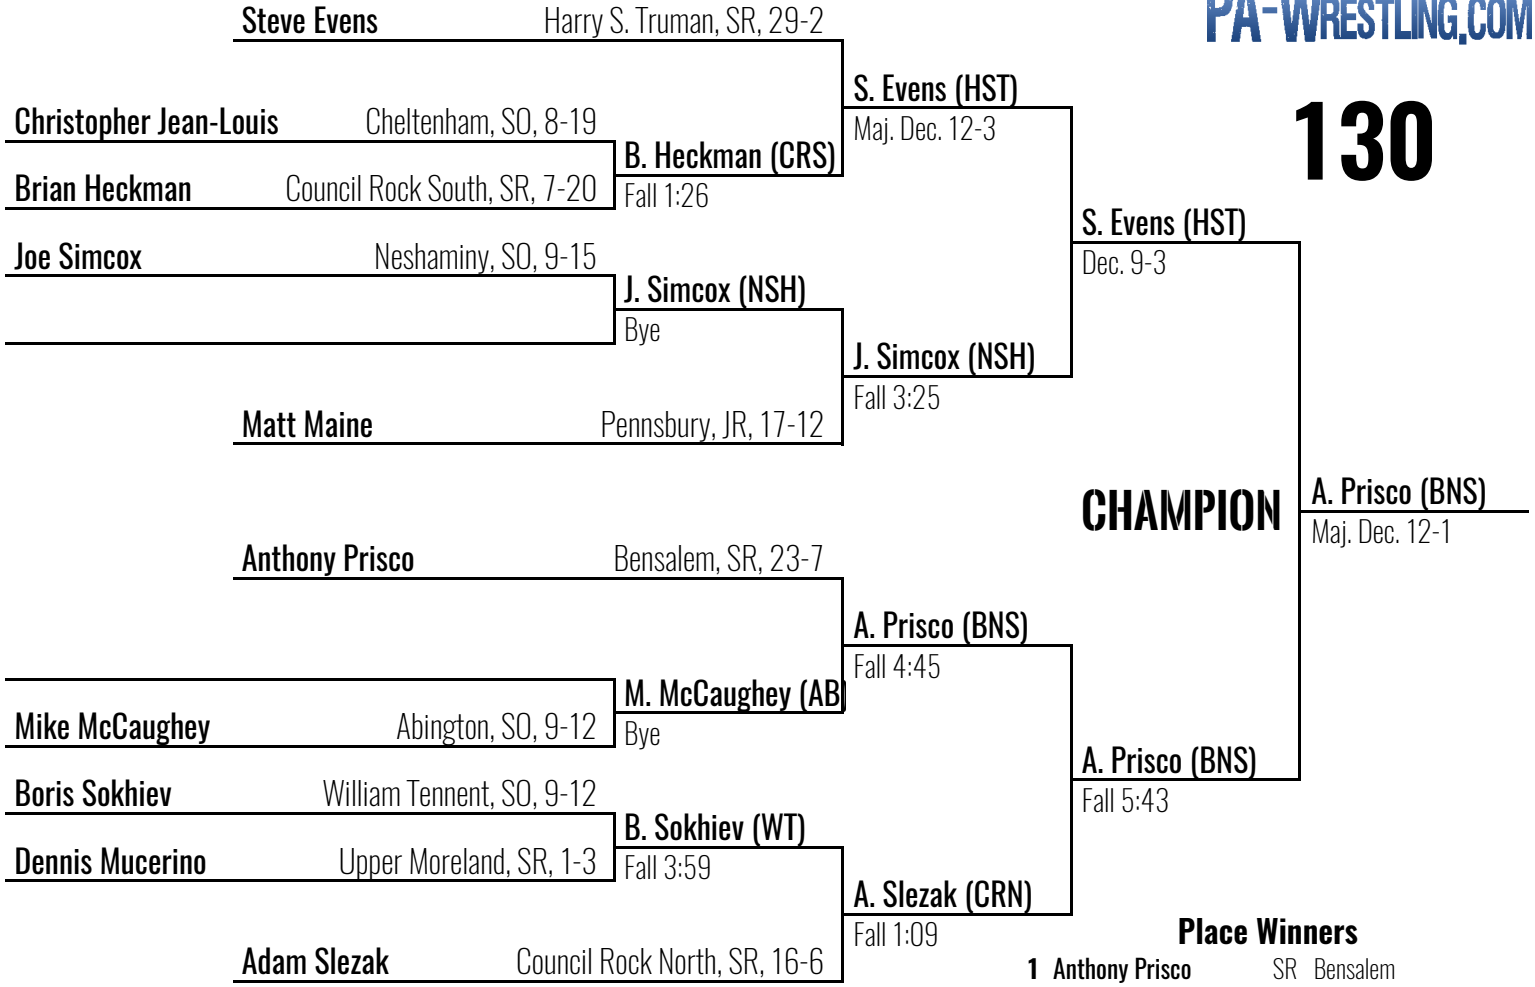 Steve Evens Harry S. Truman, SR, 29-2
PA-WRESTLING.COM
S. Evens (HST)
Maj. Dec. 12-3
130
Christopher Jean-Louis Cheltenham, SO, 8-19
B. Heckman (CRS)
Fall 1:26
Brian Heckman Council Rock South, SR, 7-20
S. Evens (HST)
Dec. 9-3
Joe Simcox Neshaminy, SO, 9-15
J. Simcox (NSH)
Bye
J. Simcox (NSH)
Fall 3:25
Matt Maine Pennsbury, JR, 17-12
CHAMPION
A. Prisco (BNS)
Maj. Dec. 12-1
Anthony Prisco Bensalem, SR, 23-7
A. Prisco (BNS)
Fall 4:45
M. McCaughey (AB)
Bye
Mike McCaughey Abington, SO, 9-12
A. Prisco (BNS)
Fall 5:43
Boris Sokhiev William Tennent, SO, 9-12
B. Sokhiev (WT)
Fall 3:59
Dennis Mucerino Upper Moreland, SR, 1-3
A. Slezak (CRN)
Fall 1:09
Adam Slezak Council Rock North, SR, 16-6
Place Winners
1 Anthony Prisco SR Bensalem